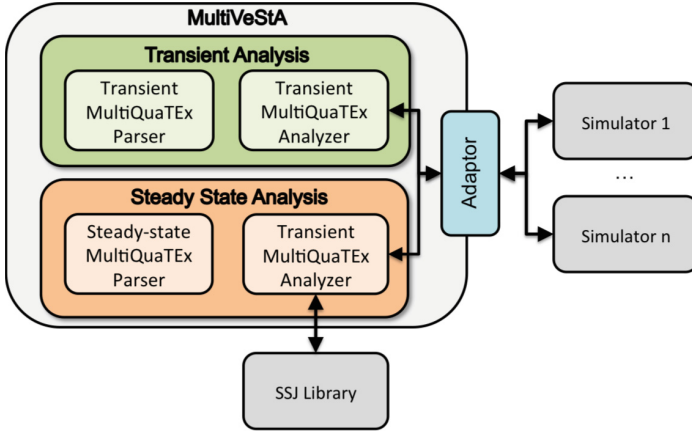 MultiVeStA
Transient Analysis
Transient
MultiQuaTEx
Parser
Transient
MultiQuaTEx
Analyzer
Steady State Analysis
Steady-state
MultiQuaTEx
Parser
Transient
MultiQuaTEx
Analyzer
Adaptor
Simulator 1
...
Simulator n
SSJ Library